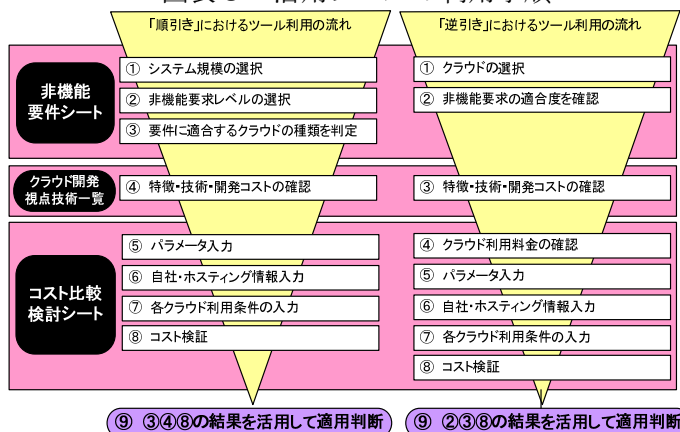 「順引き」におけるツール利用の流れ
「逆引き」におけるツール利用の流れ
非機能
要件シート
① システム規模の選択
② 非機能要求レベルの選択
③ 要件に適合するクラウドの種類を判定
① クラウドの選択
② 非機能要求の適合度を確認
クラウド開発
視点技術一覧
④ 特徴・技術・開発コストの確認
③ 特徴・技術・開発コストの確認
コスト比較
検討シート
⑤ パラメータ入力
⑥ 自社・ホスティング情報入力
⑦ 各クラウド利用条件の入力
⑧ コスト検証
④ クラウド利用料金の確認
⑤ パラメータ入力
⑥ 自社・ホスティング情報入力
⑦ 各クラウド利用条件の入力
⑧ コスト検証
⑨ ③④⑧の結果を活用して適用判断
⑨ ②③⑧の結果を活用して適用判断